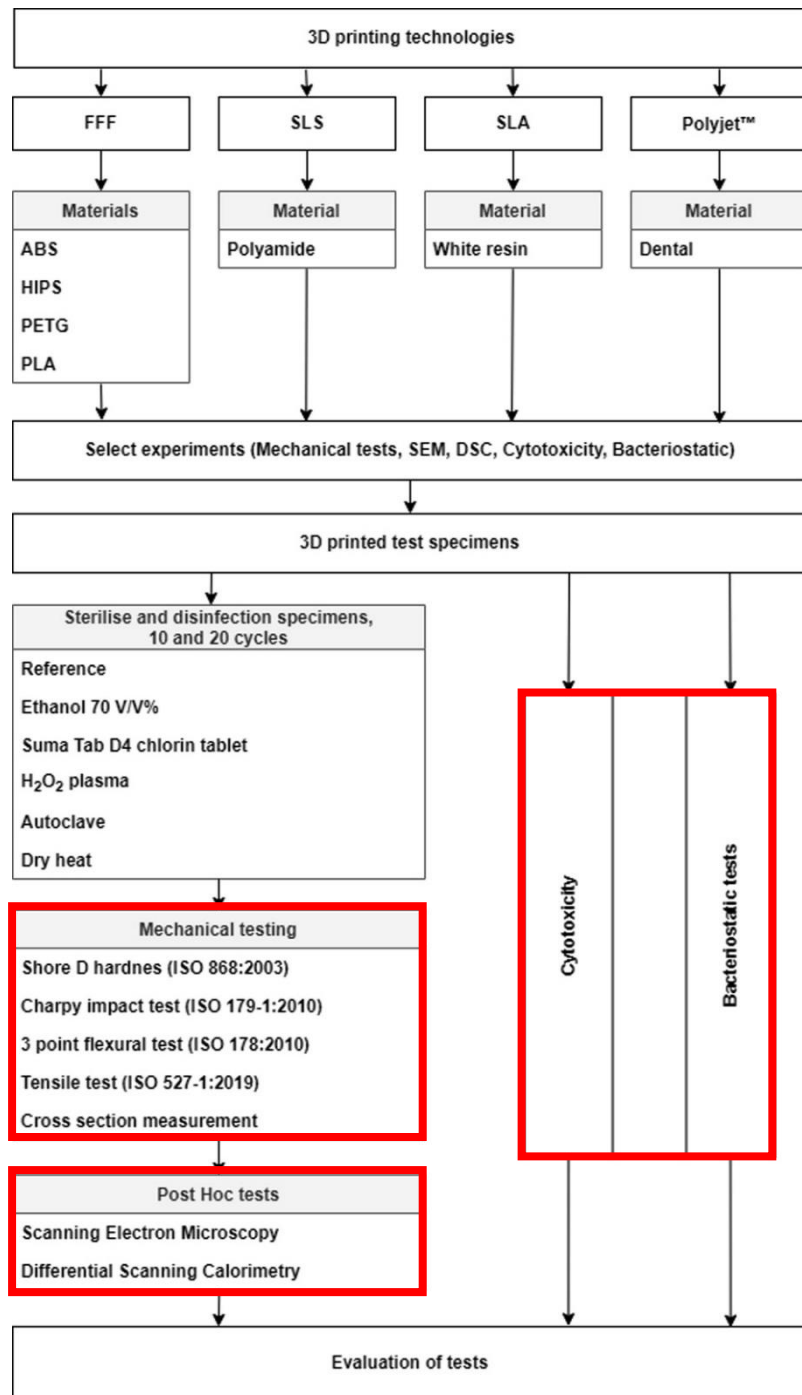 3D printing technologies
FFF
SLS
SLA
Polyjet™
Materials
ABS
HIPS
PETG
PLA
Material
Polyamide
Material
White resin
Material
Dental
Select experiments (Mechanical tests, SEM, DSC, Cytotoxicity, Bacteriostatic)
3D printed test specimens
Sterilise and disinfection specimens,
10 and 20 cycles
Reference
Ethanol 70 V/V%
Suma Tab D4 chlorin tablet
H₂O₂ plasma
Autoclave
Dry heat
Mechanical testing
Shore D hardnes (ISO 868:2003)
Charpy impact test (ISO 179-1:2010)
3 point flexural test (ISO 178:2010)
Tensile test (ISO 527-1:2019)
Cross section measurement
Post Hoc tests
Scanning Electron Microscopy
Differential Scanning Calorimetry
Cytotoxicity
Bacteriostatic tests
Evaluation of tests